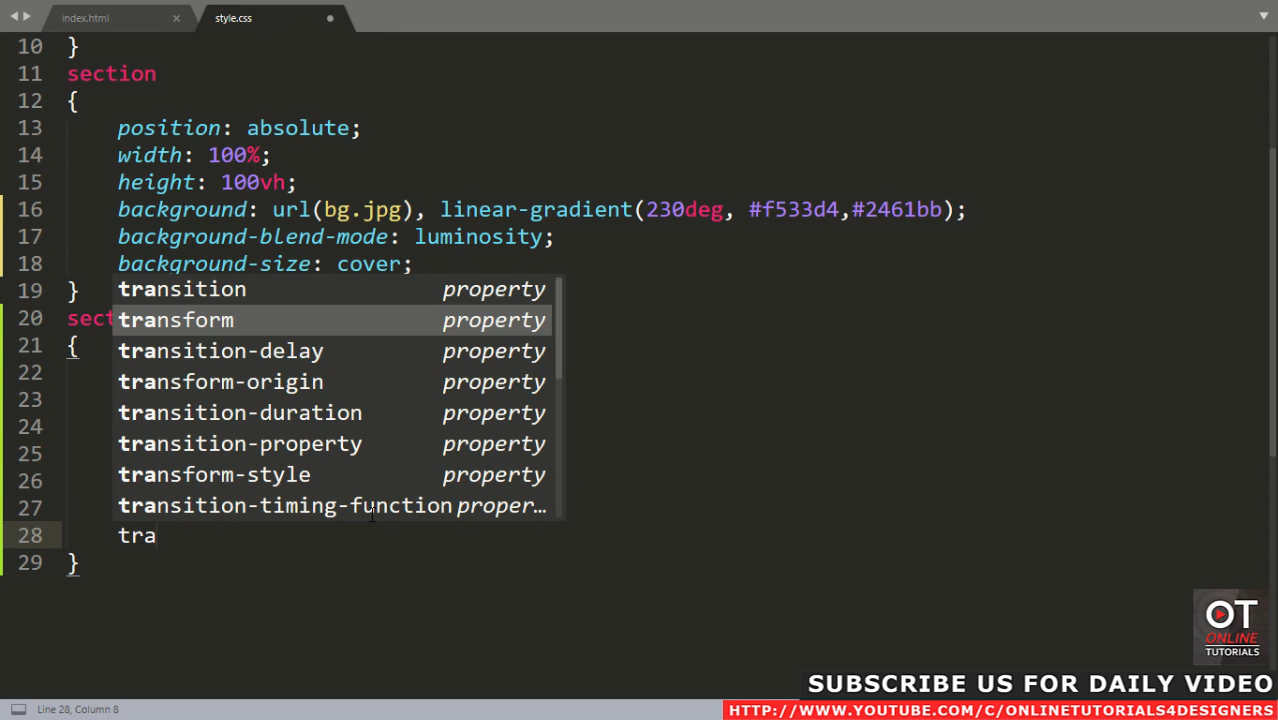 index.html × style.css
10 }
11 section
12 {
13 position: absolute;
14 width: 100%;
15 height: 100vh;
16 background: url(bg.jpg), linear-gradient(230deg, #f533d4,#2461bb);
17 background-blend-mode: luminosity;
18 background-size: cover;
19 }
transition property
20 sect
transform property
21 {
transition-delay property
22
transform-origin property
23
transition-duration property
24
transition-property property
25
transform-style property
26
transition-timing-function proper…
27
28 tra
29 }
OT
ONLINE
TUTORIALS
SUBSCRIBE US FOR DAILY VIDEO
Line 28, Column 8
HTTP://WWW.YOUTUBE.COM/C/ONLINETUTORIALS4DESIGNERS